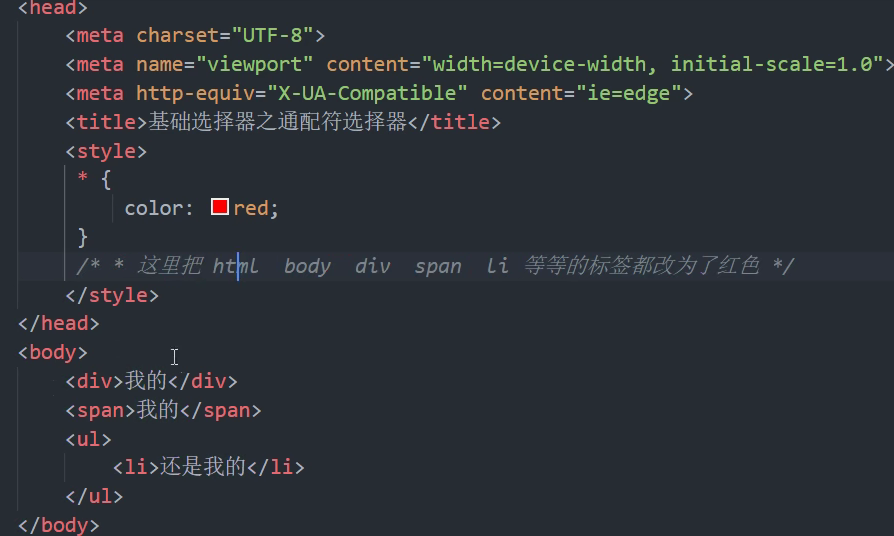 <head>
<meta charset="UTF-8">
<meta name="viewport" content="width=device-width, initial-scale=1.0">
<meta http-equiv="X-UA-Compatible" content="ie=edge">
<title>基础选择器之通配符选择器</title>
<style>
* {
color: red;
}
/* * 这里把 html  body  div  span  li 等等的标签都改为了红色 */
</style>
</head>
<body>
<div>我的</div>
<span>我的</span>
<ul>
<li>还是我的</li>
</ul>
</body>